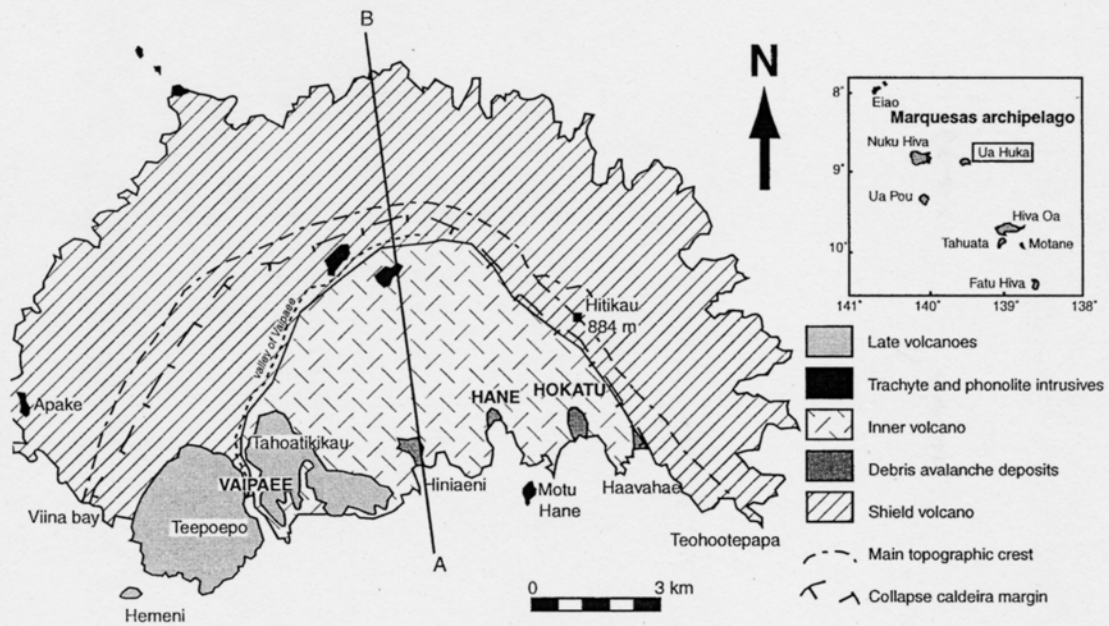 B
N
8°
Eiao
Marquesas archipelago
Nuku Hiva
Ua Huka
9°
Ua Pou
Hiva Oa
10°
Tahuata
Motane
Fatu Hiva
141°
140°
139°
138°
Hitikau
884 m
valley of Vaipaee
Apake
HANE
HOKATU
Tahoatikikau
VAIPAEE
Hiniaeni
Motu
Hane
Haavahae
Viina bay
Teepoepo
Teohootepapa
A
0
3 km
Hemeni
Late volcanoes
Trachyte and phonolite intrusives
Inner volcano
Debris avalanche deposits
Shield volcano
Main topographic crest
Collapse caldeira margin